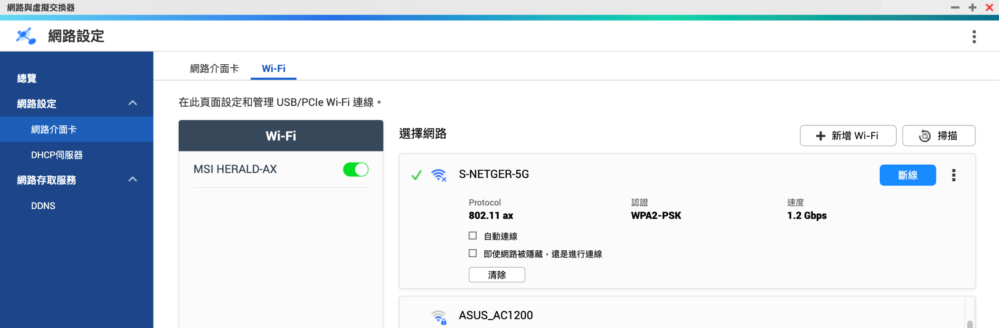 網路與虛擬交換器
網路設定
總覽
網路設定
網路介面卡
DHCP伺服器
網路存取服務
DDNS
網路介面卡
Wi-Fi
在此頁面設定和管理 USB/PCIe Wi-Fi 連線。
Wi-Fi
MSI HERALD-AX
選擇網路
新增 Wi-Fi
掃描
S-NETGER-5G
斷線
Protocol
802.11 ax
認證
WPA2-PSK
速度
1.2 Gbps
自動連線
即使網路被隱藏，還是進行連線
清除
ASUS_AC1200